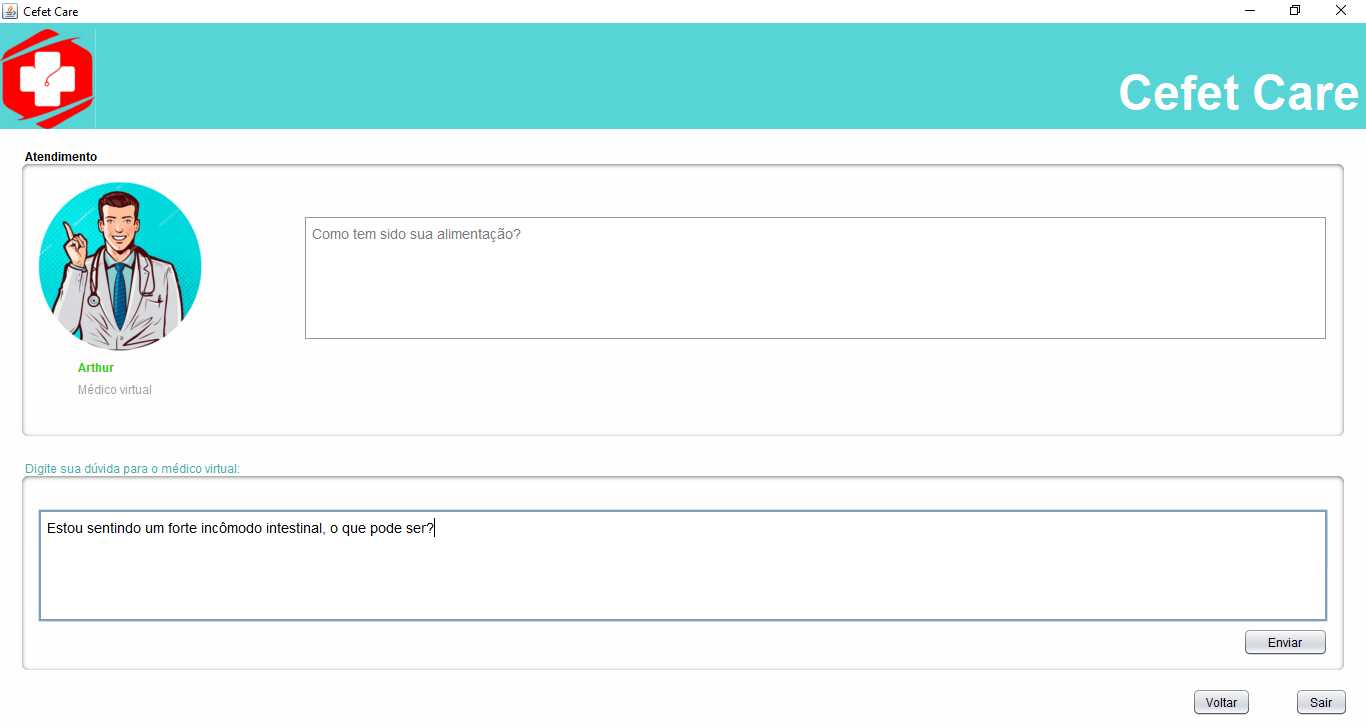 Cefet Care
Cefet Care
Atendimento
Como tem sido sua alimentação?
Arthur
Médico virtual
Digite sua dúvida para o médico virtual:
Estou sentindo um forte incômodo intestinal, o que pode ser?
Enviar
Voltar
Sair